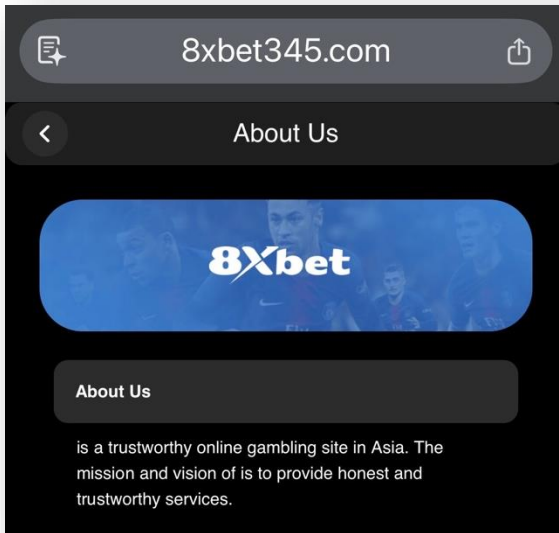 8xbet345.com
About Us
8Xbet
About Us
is a trustworthy online gambling site in Asia. The
mission and vision of is to provide honest and
trustworthy services.